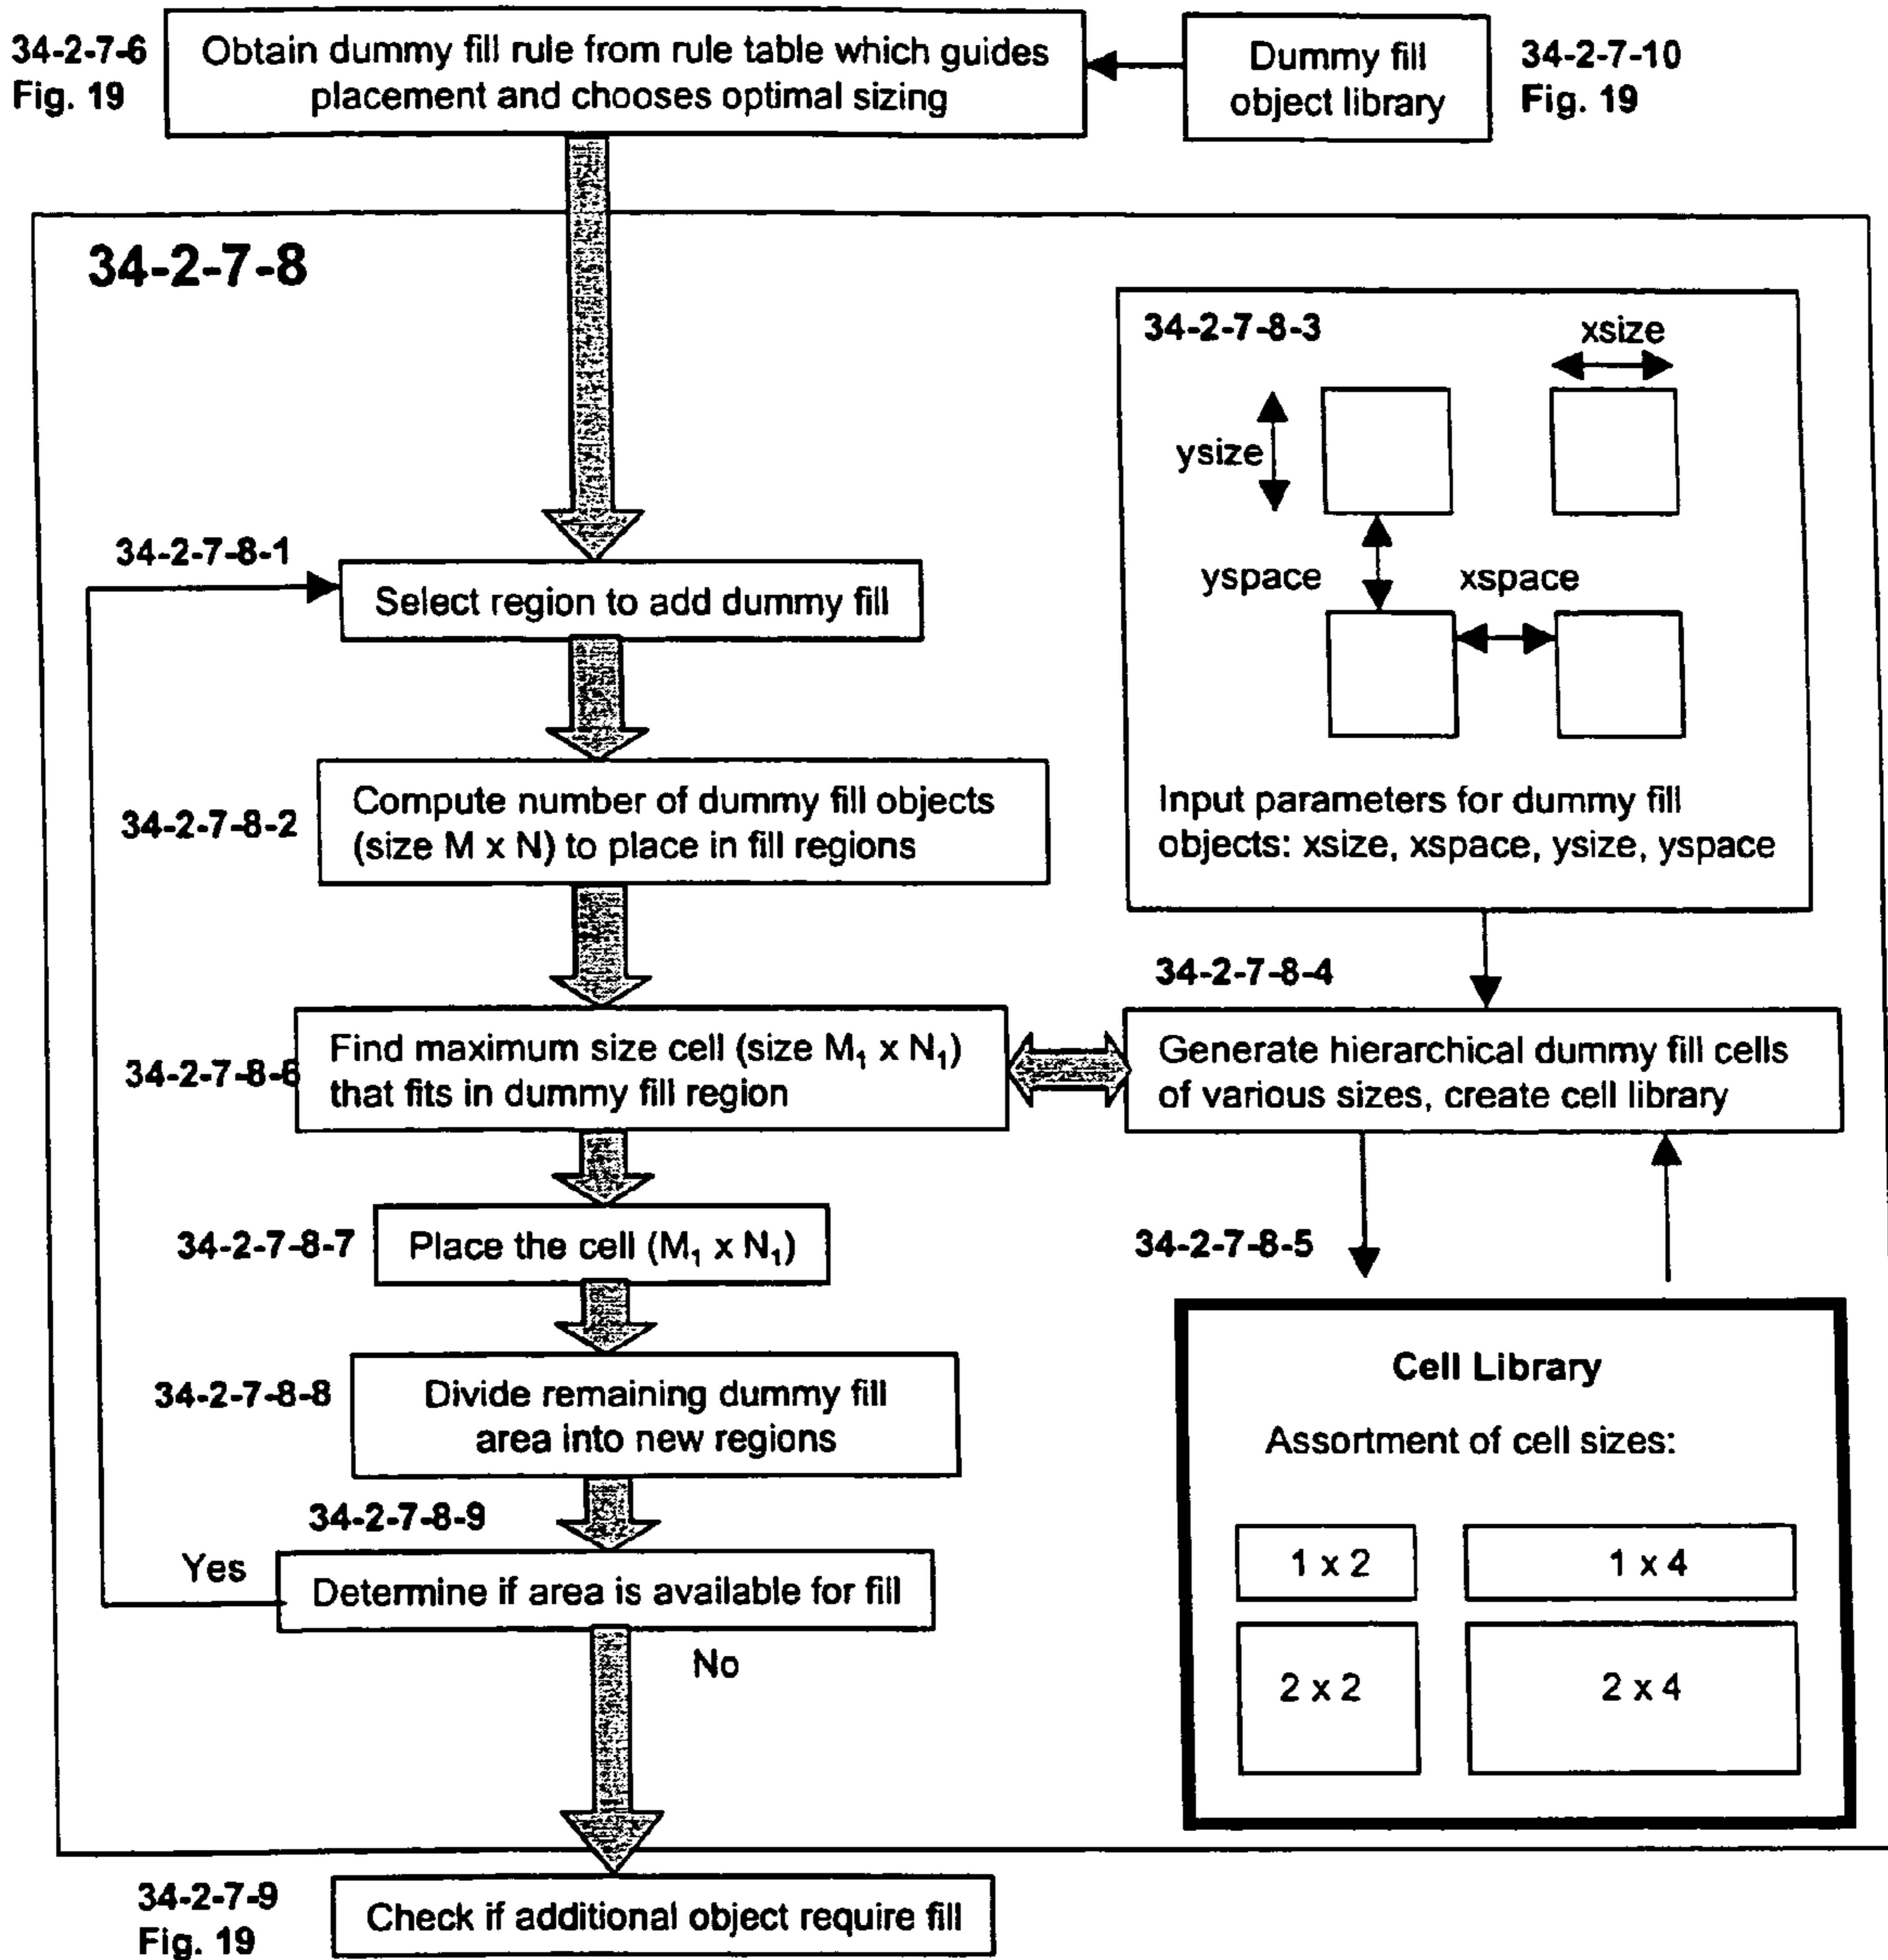 34-2-7-6
Fig. 19
Obtain dummy fill rule from rule table which guides
placement and chooses optimal sizing
Dummy fill
object library
34-2-7-10
Fig. 19
34-2-7-8
34-2-7-8-1
Select region to add dummy fill
34-2-7-8-2
Compute number of dummy fill objects
(size M x N) to place in fill regions
34-2-7-8-3
xsize
ysize
yspace
xspace
Input parameters for dummy fill
objects: xsize, xspace, ysize, yspace
34-2-7-8-4
Generate hierarchical dummy fill cells
of various sizes, create cell library
34-2-7-8-6
Find maximum size cell (size M₁ x N₁)
that fits in dummy fill region
34-2-7-8-7
Place the cell (M₁ x N₁)
34-2-7-8-5
Cell Library
Assortment of cell sizes:
1 x 2
1 x 4
2 x 2
2 x 4
34-2-7-8-8
Divide remaining dummy fill
area into new regions
34-2-7-8-9
Yes
Determine if area is available for fill
No
34-2-7-9
Fig. 19
Check if additional object require fill